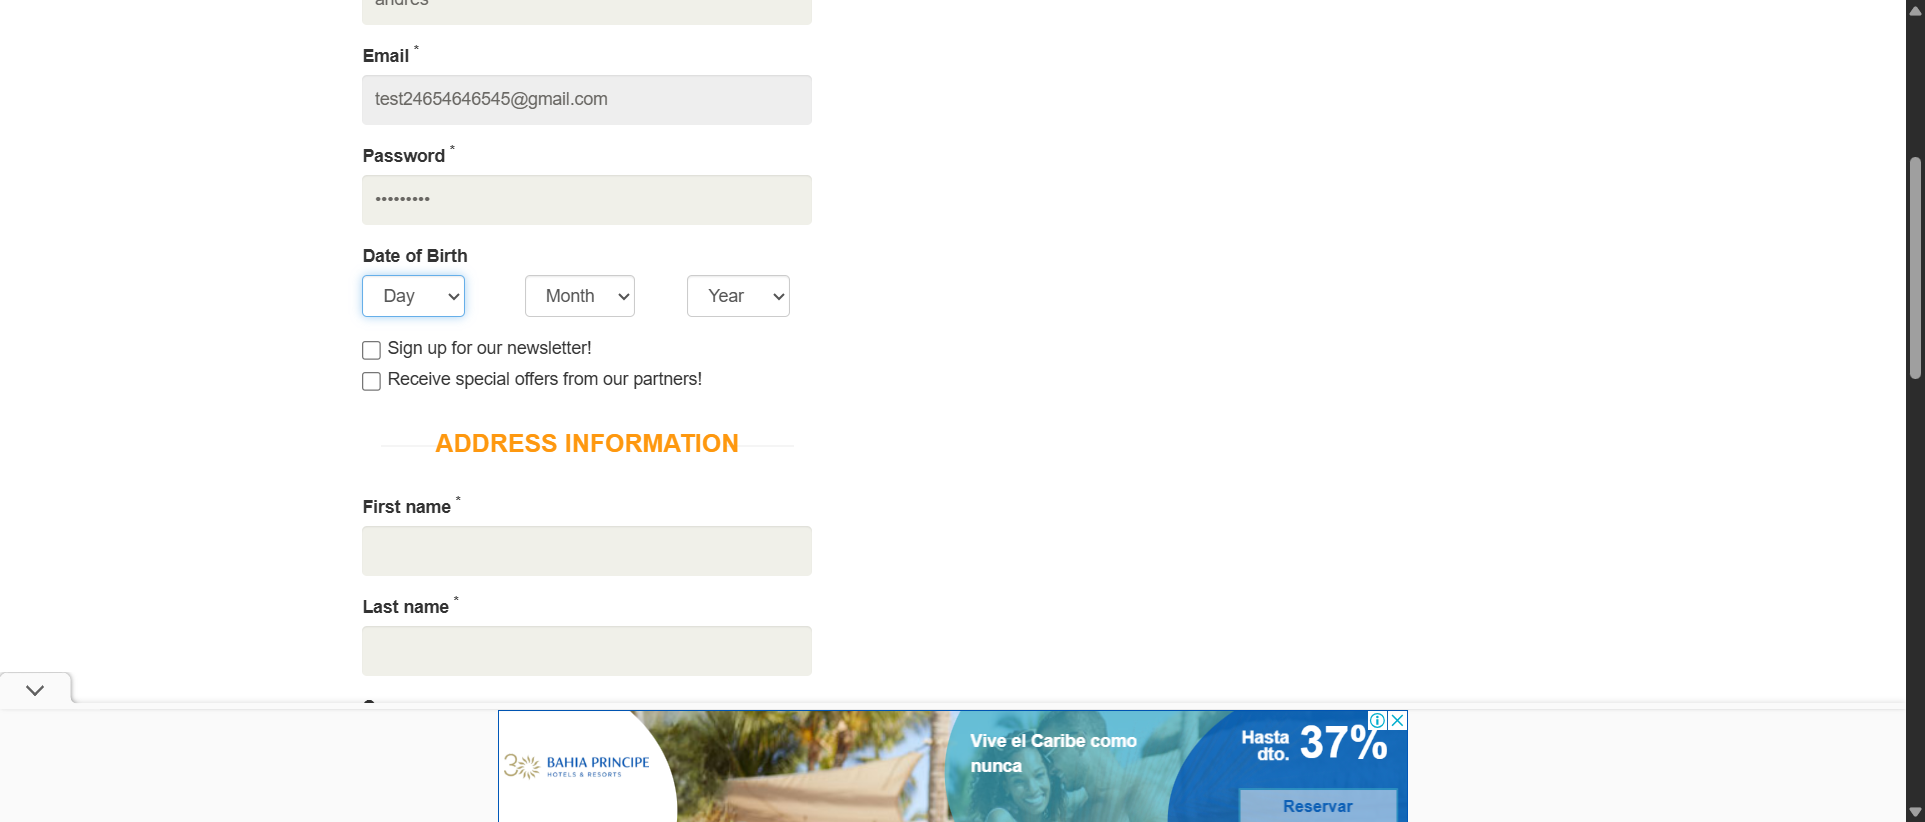 andres
Email *
test24654646545@gmail.com
Password *
•••••••••
Date of Birth
Day Month Year
Sign up for our newsletter!
Receive special offers from our partners!
ADDRESS INFORMATION
First name *
Last name *
30 BAHIA PRINCIPE
HOTELS & RESORTS
Vive el Caribe como
nunca
Hasta
dto. 37%
Reservar